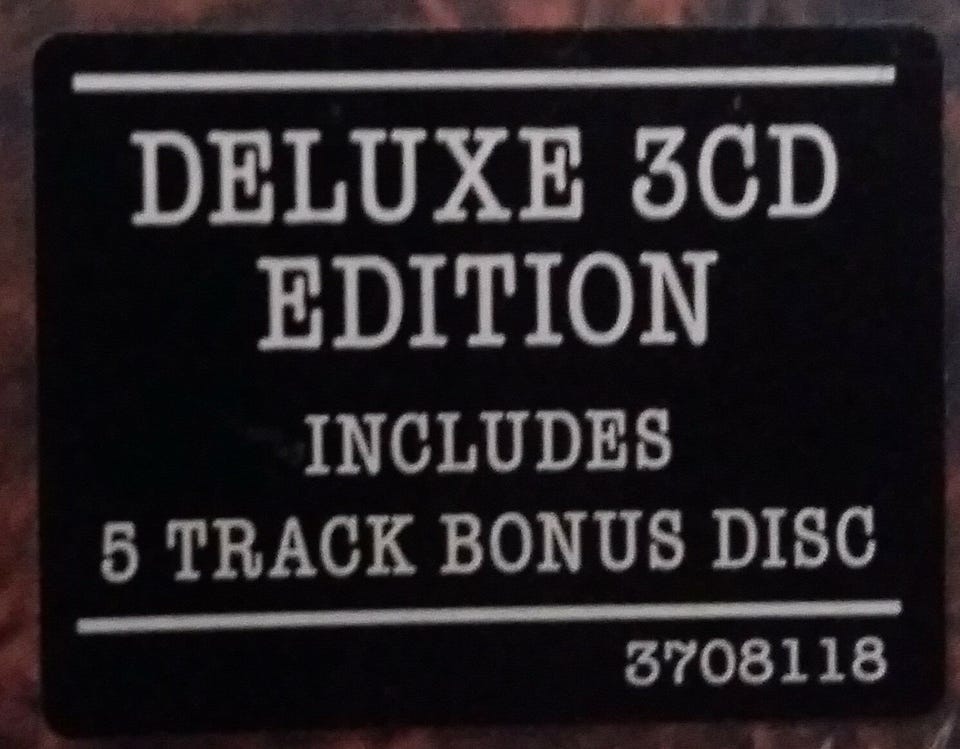 DELUXE 3CD
EDITION
INCLUDES
5 TRACK BONUS DISC
3708118